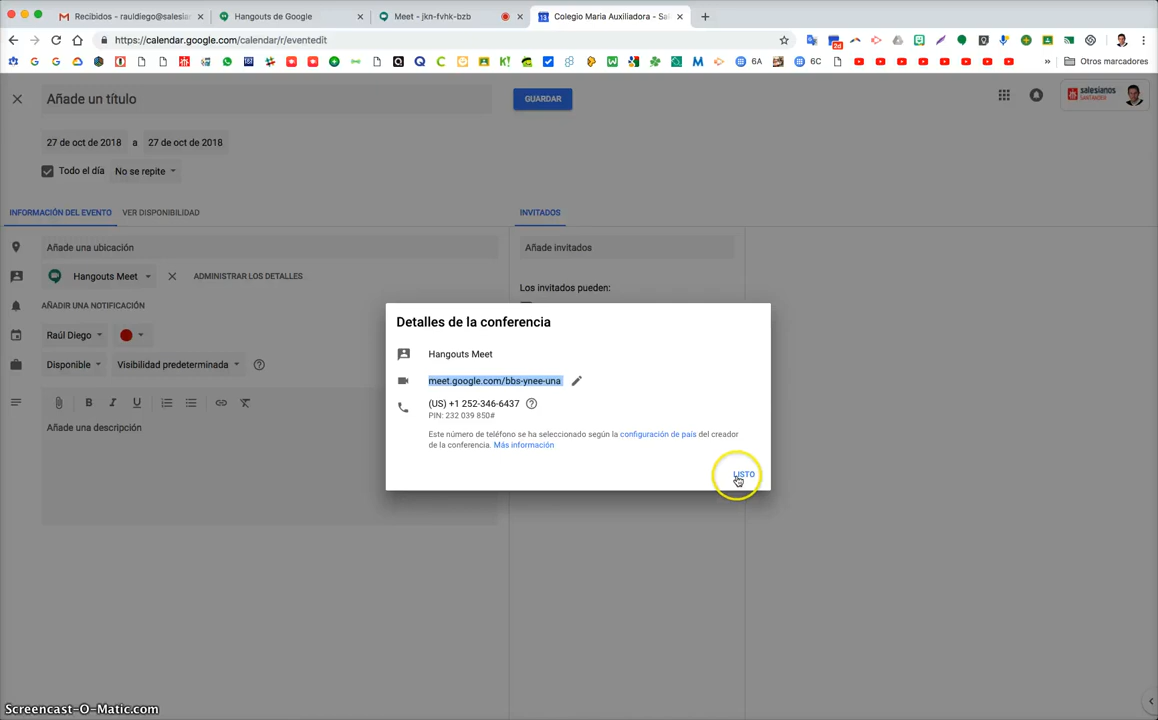 Recibidos - rauldiego@salesian
Hangouts de Google
Meet - jkn-fvhk-bzb
Colegio Maria Auxiliadora - Sa
https://calendar.google.com/calendar/r/eventedit
2d
6A
6C
Otros marcadores
Añade un título
GUARDAR
salesianos
SANTANDER
27 de oct de 2018 a 27 de oct de 2018
Todo el día
No se repite
INFORMACIÓN DEL EVENTO
VER DISPONIBILIDAD
INVITADOS
Añade una ubicación
Añade invitados
Hangouts Meet
ADMINISTRAR LOS DETALLES
Los invitados pueden:
AÑADIR UNA NOTIFICACIÓN
Raúl Diego
Disponible
Visibilidad predeterminada
Añade una descripción
Detalles de la conferencia
Hangouts Meet
meet.google.com/bbs-ynee-una
(US) +1 252-346-6437
PIN: 232 039 850#
Este número de teléfono se ha seleccionado según la configuración de país del creador
de la conferencia. Más información
LISTO
Screencast-O-Matic.com